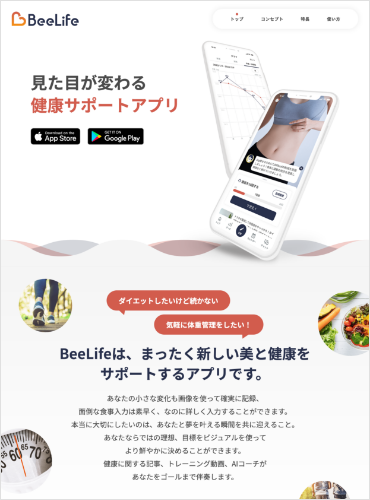 BeeLife
トップ
コンセプト
特長
使い方
見た目が変わる
健康サポートアプリ
Download on the
App Store
GET IT ON
Google Play
ダイエットしたいけど続かない
気軽に体重管理をしたい!
BeeLifeは、まったく新しい美と健康を
サポートするアプリです。
あなたの小さな変化も画像を使って確実に記録、
面倒な食事入力は素早く、なのに詳しく入力することができます。
本当に大切にしたいのは、あなたと夢を叶える瞬間を共に迎えること。
あなたならではの理想、目標をビジュアルを使って
より鮮やかに決めることができます。
健康に関する記事、トレーニング動画、AIコーチが
あなたをゴールまで伴走します。